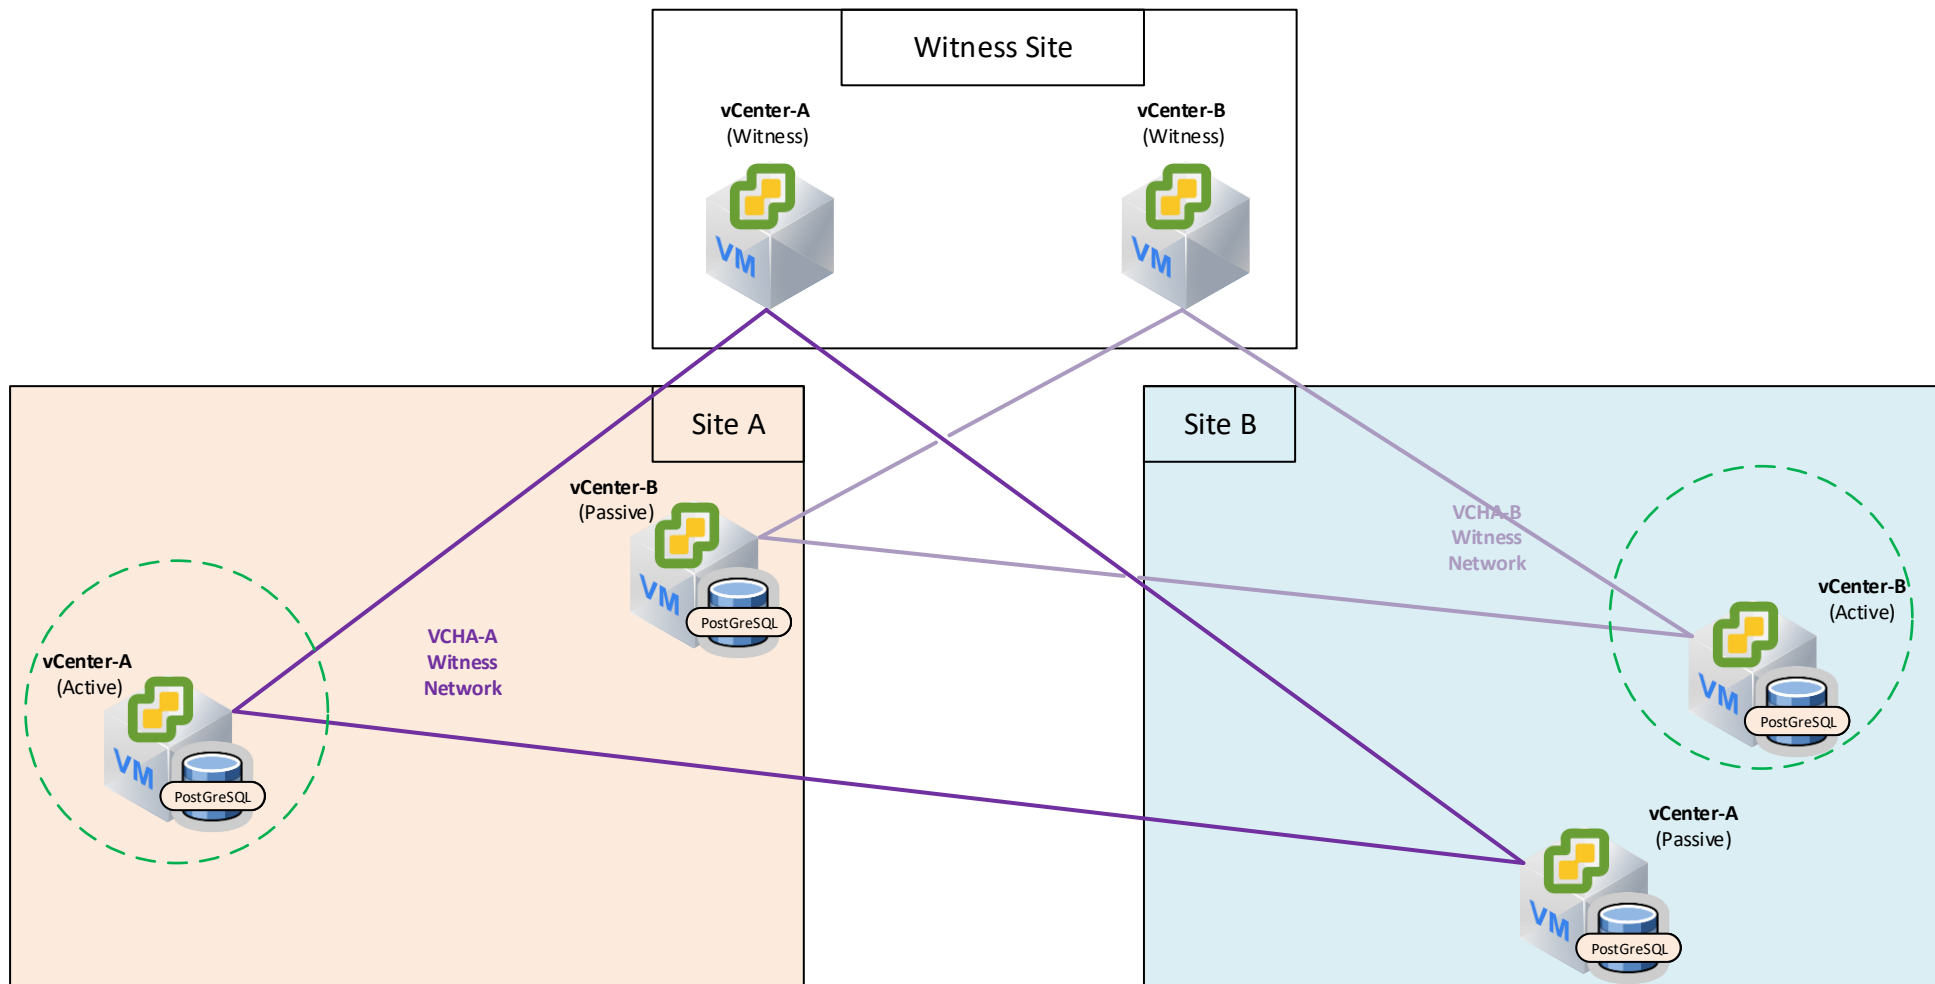 Witness Site
vCenter-A
(Witness)
VM
vCenter-B
(Witness)
VM
Site A
vCenter-B
(Passive)
VM
PostGreSQL
vCenter-A
(Active)
VM
PostGreSQL
VCHA-A
Witness
Network
Site B
VCHA-B
Witness
Network
vCenter-B
(Active)
VM
PostGreSQL
vCenter-A
(Passive)
VM
PostGreSQL